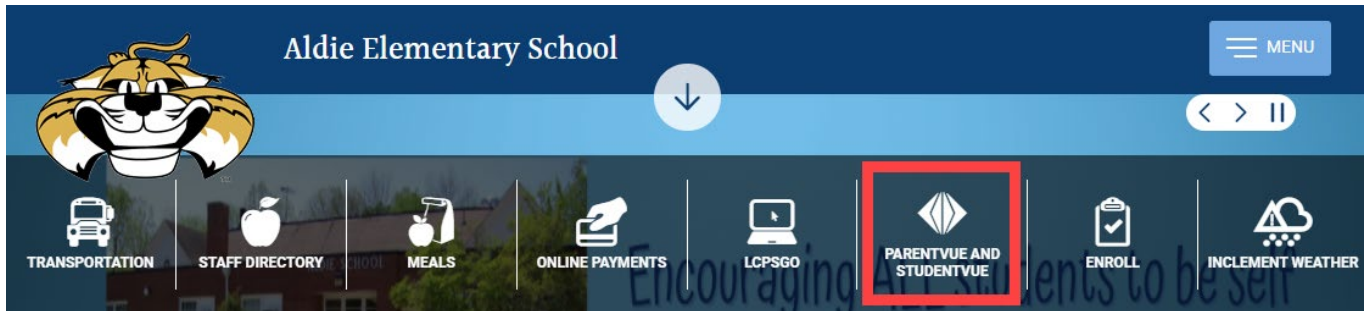 Aldie Elementary School
MENU
TRANSPORTATION
STAFF DIRECTORY
MEALS
ONLINE PAYMENTS
LCPSGO
PARENTVUE AND
STUDENTVUE
ENROLL
INCLEMENT WEATHER
SCHOOL
Encouraging ALL students to be self